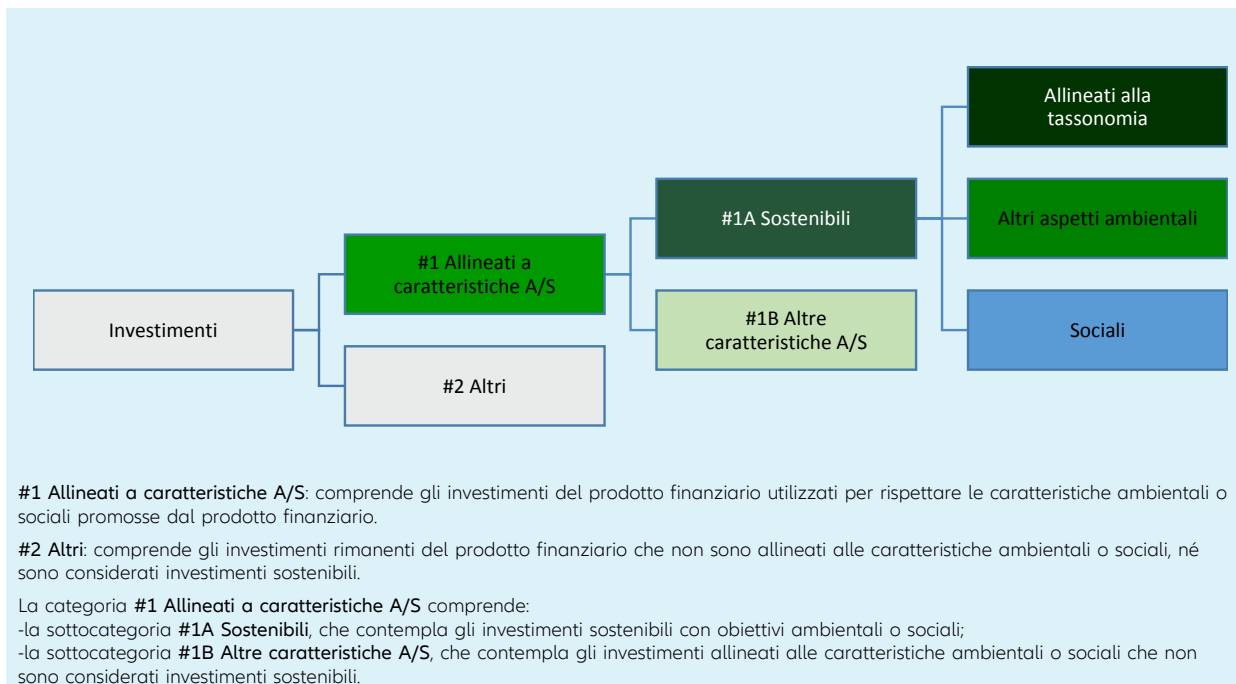 Allineati alla
tassonomia
#1A Sostenibili
Altri aspetti ambientali
#1 Allineati a
caratteristiche A/S
Investimenti
#1B Altre
caratteristiche A/S
Sociali
#2 Altri
#1 Allineati a caratteristiche A/S: comprende gli investimenti del prodotto finanziario utilizzati per rispettare le caratteristiche ambientali o
sociali promosse dal prodotto finanziario.
#2 Altri: comprende gli investimenti rimanenti del prodotto finanziario che non sono allineati alle caratteristiche ambientali o sociali, né
sono considerati investimenti sostenibili.
La categoria #1 Allineati a caratteristiche A/S comprende:
-la sottocategoria #1A Sostenibili, che contempla gli investimenti sostenibili con obiettivi ambientali o sociali;
-la sottocategoria #1B Altre caratteristiche A/S, che contempla gli investimenti allineati alle caratteristiche ambientali o sociali che non
sono considerati investimenti sostenibili.